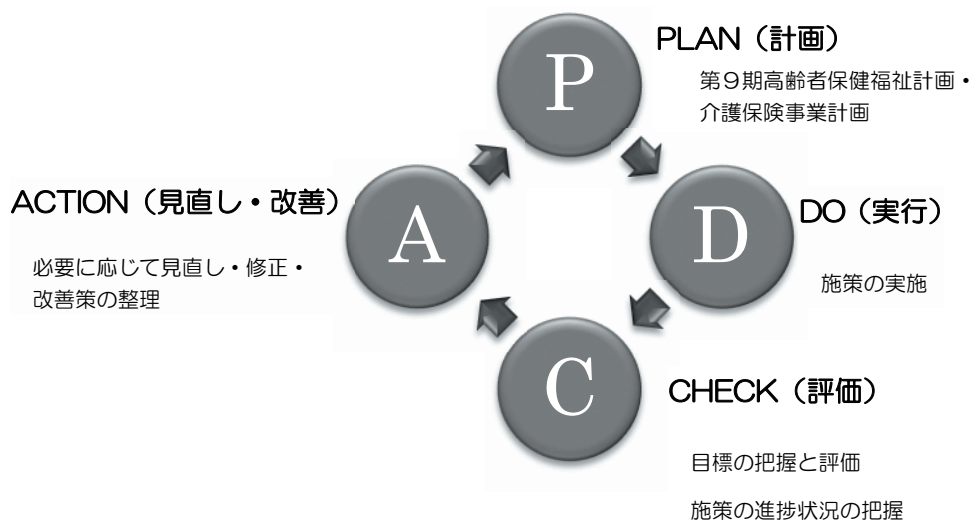 P
PLAN（計画）
第９期高齢者保健福祉計画・
介護保険事業計画
D
DO（実行）
施策の実施
C
CHECK（評価）
目標の把握と評価
施策の進捗状況の把握
A
ACTION（見直し・改善）
必要に応じて見直し・修正・
改善策の整理